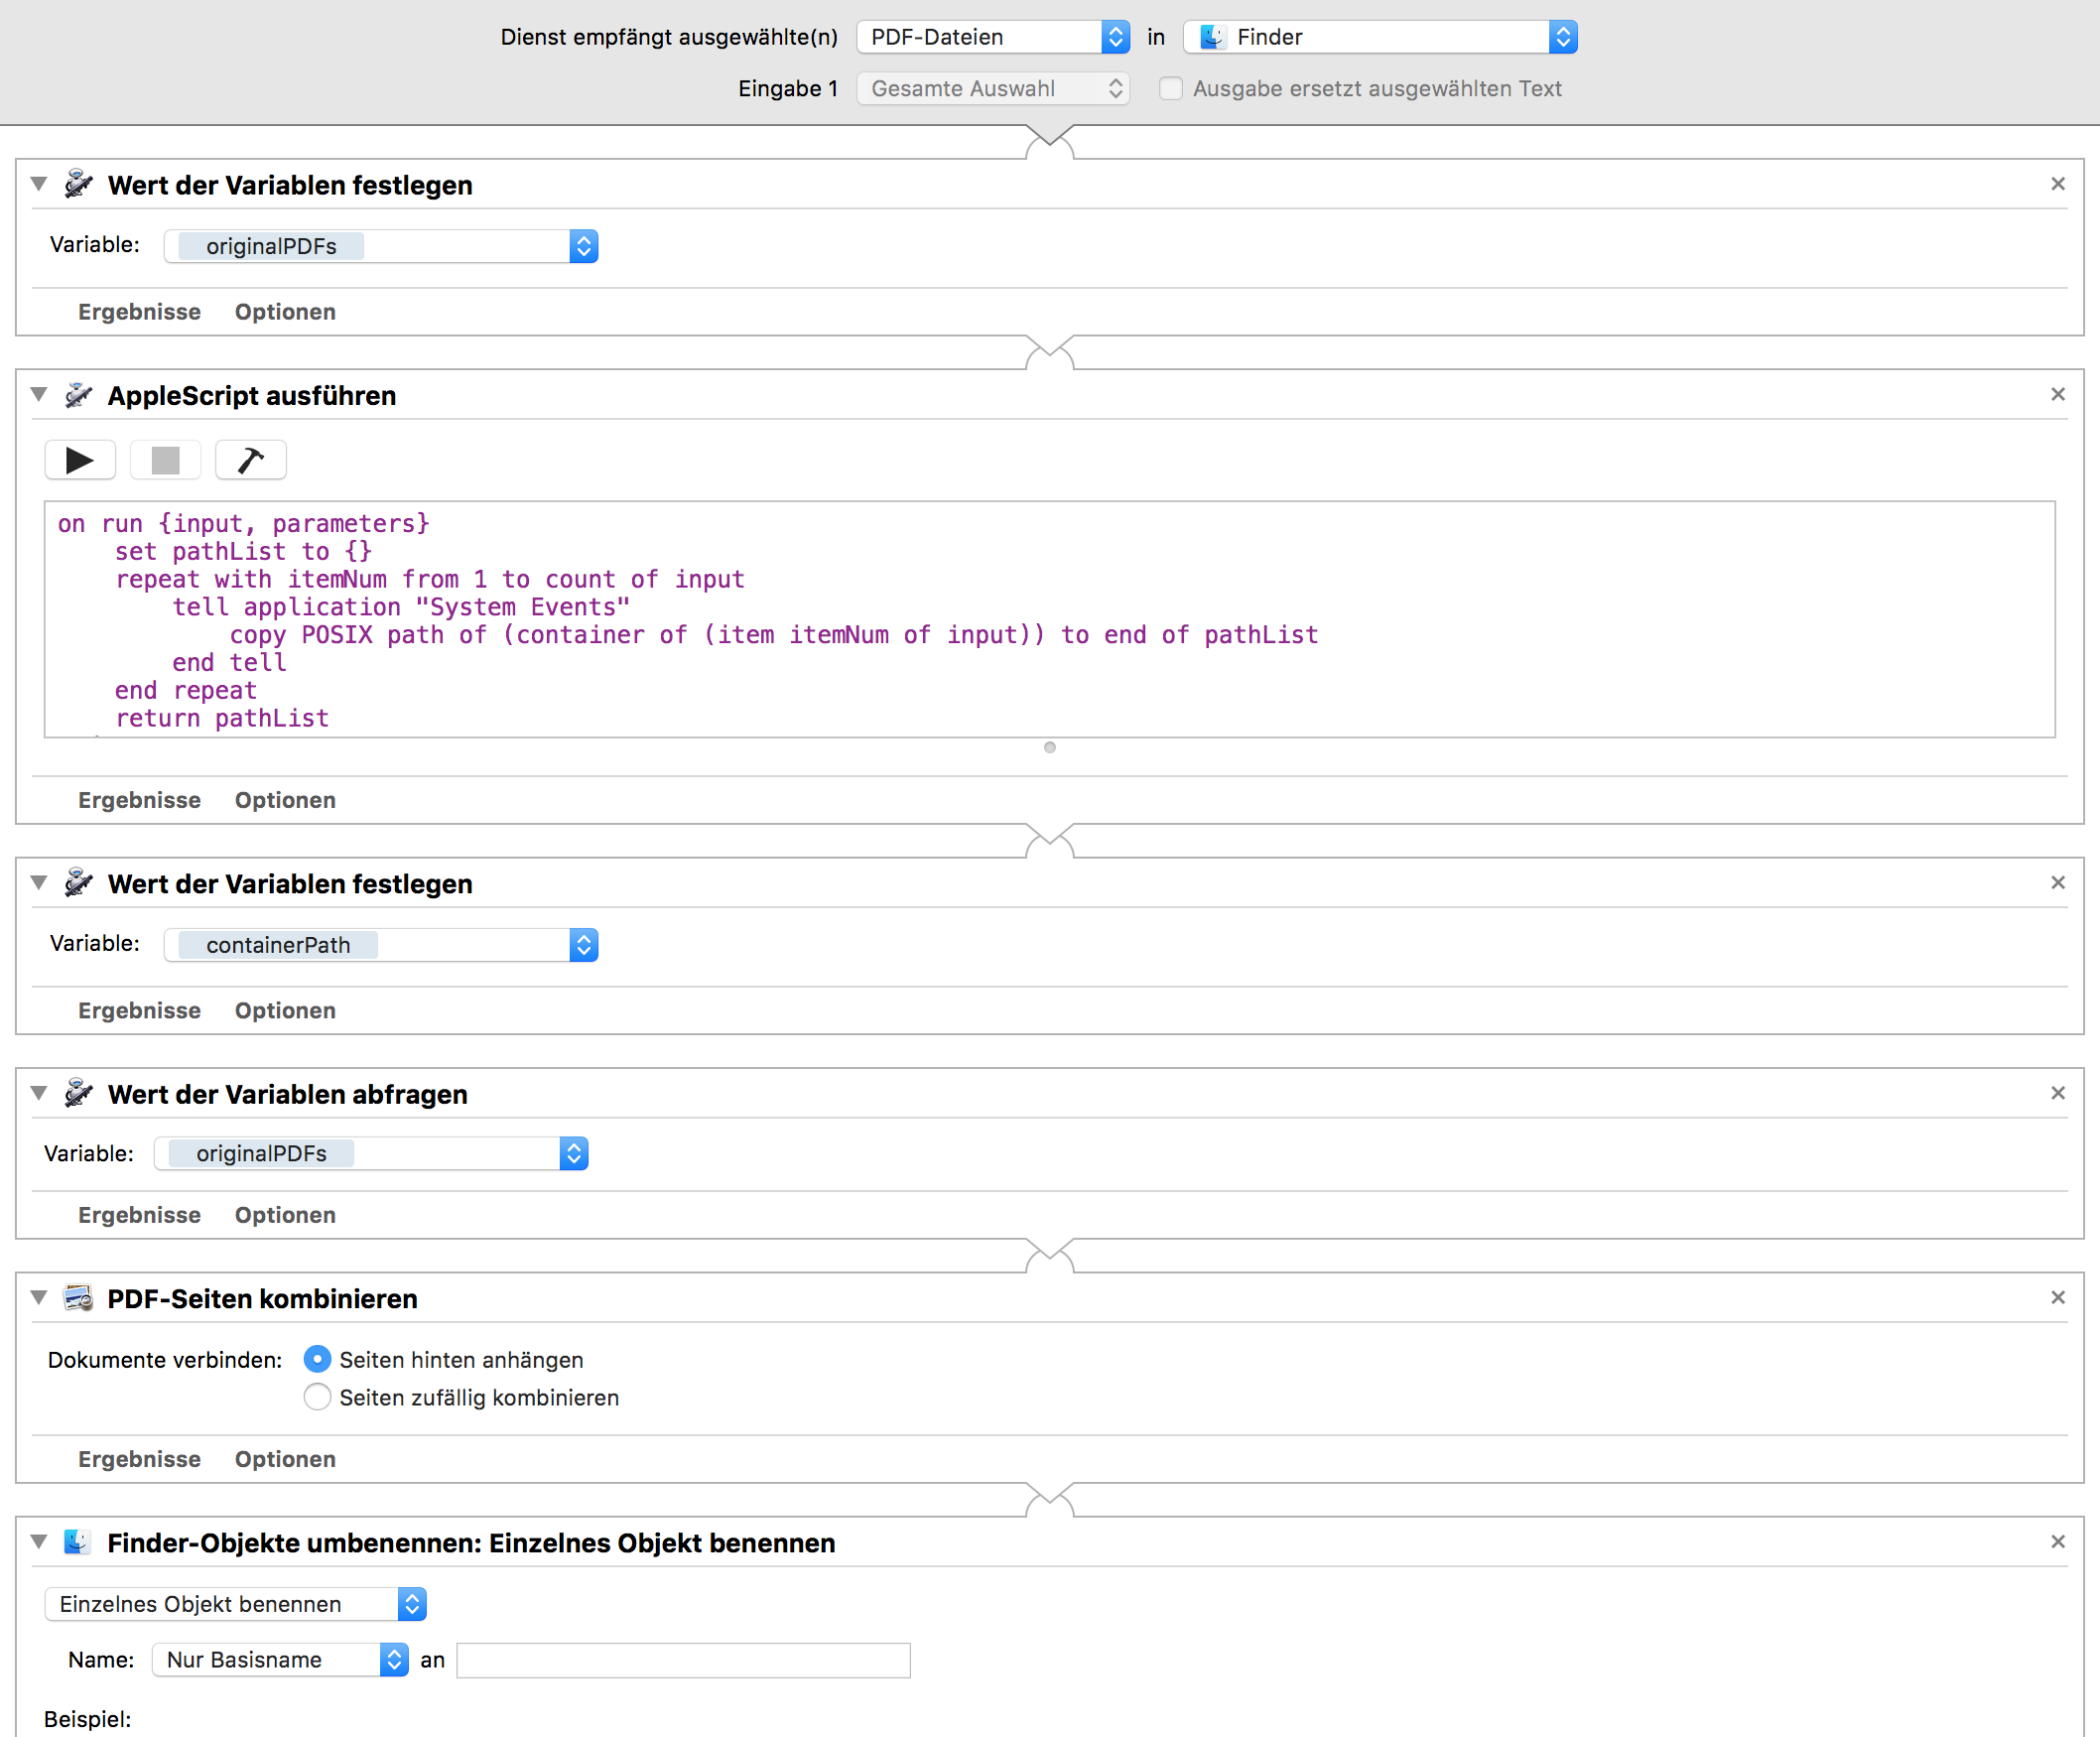 Dienst empfängt ausgewählte(n) PDF-Dateien in Finder
Eingabe 1 Gesamte Auswahl Ausgabe ersetzt ausgewählten Text
Wert der Variablen festlegen
Variable: originalPDFs
Ergebnisse Optionen
AppleScript ausführen
on run {input, parameters}
set pathList to {}
repeat with itemNum from 1 to count of input
tell application "System Events"
copy POSIX path of (container of (item itemNum of input)) to end of pathList
end tell
end repeat
return pathList
Ergebnisse Optionen
Wert der Variablen festlegen
Variable: containerPath
Ergebnisse Optionen
Wert der Variablen abfragen
Variable: originalPDFs
Ergebnisse Optionen
PDF-Seiten kombinieren
Dokumente verbinden: Seiten hinten anhängen
Seiten zufällig kombinieren
Ergebnisse Optionen
Finder-Objekte umbenennen: Einzelnes Objekt benennen
Einzelnes Objekt benennen
Name: Nur Basisname an
Beispiel: